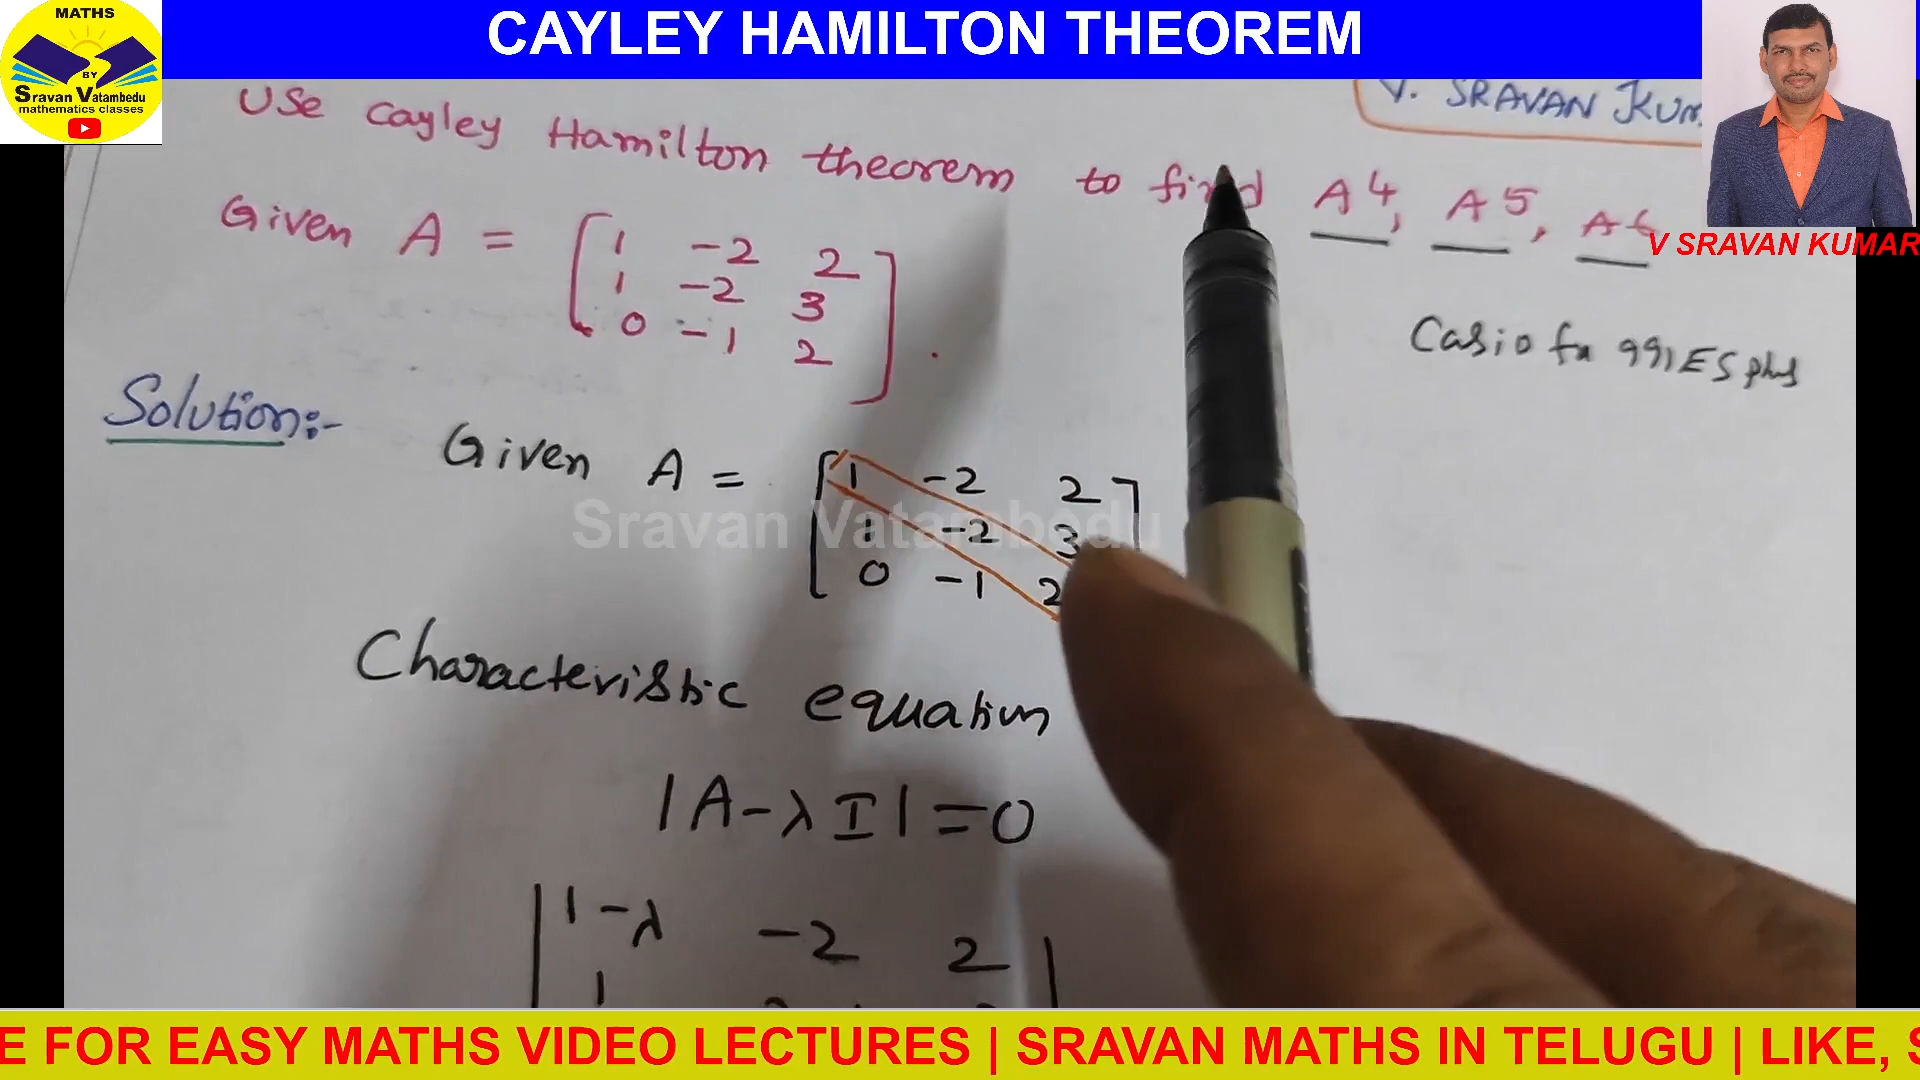 MATHS
BY
Sravan Vatambedu
mathematics classes
CAYLEY HAMILTON THEOREM
V. SRAVAN KUM
V SRAVAN KUMAR
Use Cayley Hamilton theorem to find A4, A5, A6
Given A = [ 1 -2 2
1 -2 3
0 -1 2 ] .
Casio fx 991ES plus
Solution:-
Given A = [ 1 -2 2 ]
1 -2 3
0 -1 2
Sravan Vatambedu
Characteristic equation
|A-λI|=0
| 1-λ -2 2 |
1
E FOR EASY MATHS VIDEO LECTURES | SRAVAN MATHS IN TELUGU | LIKE, S